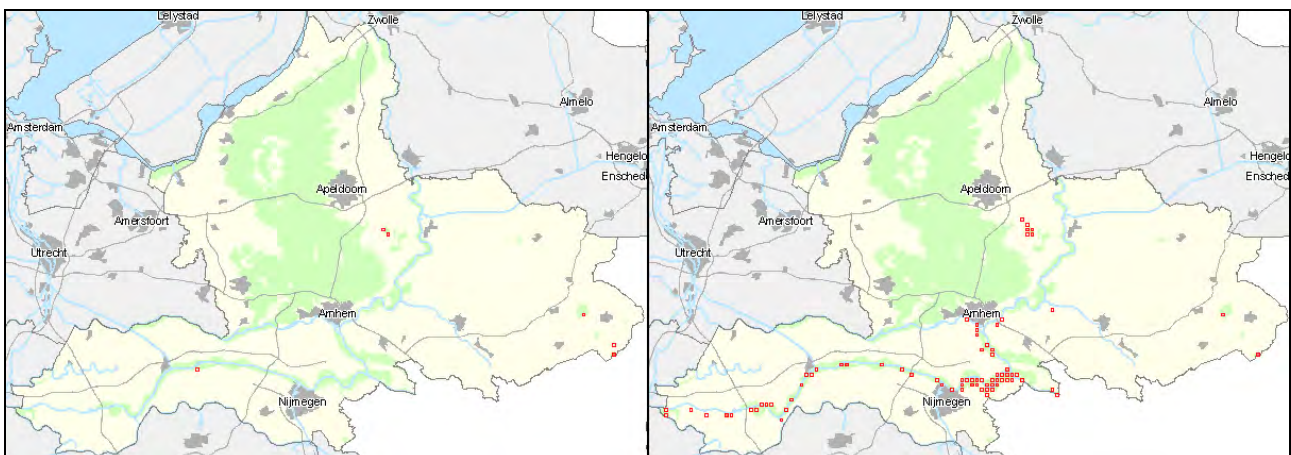 Lelystad
Zwolle
Almelo
Amsterdam
Hengelo
Enschede
Apeldoorn
Amersfoort
Utrecht
Arnhem
Nijmegen
Lelystad
Zwolle
Almelo
Amsterdam
Hengelo
Enschede
Apeldoorn
Amersfoort
Utrecht
Arnhem
Nijmegen